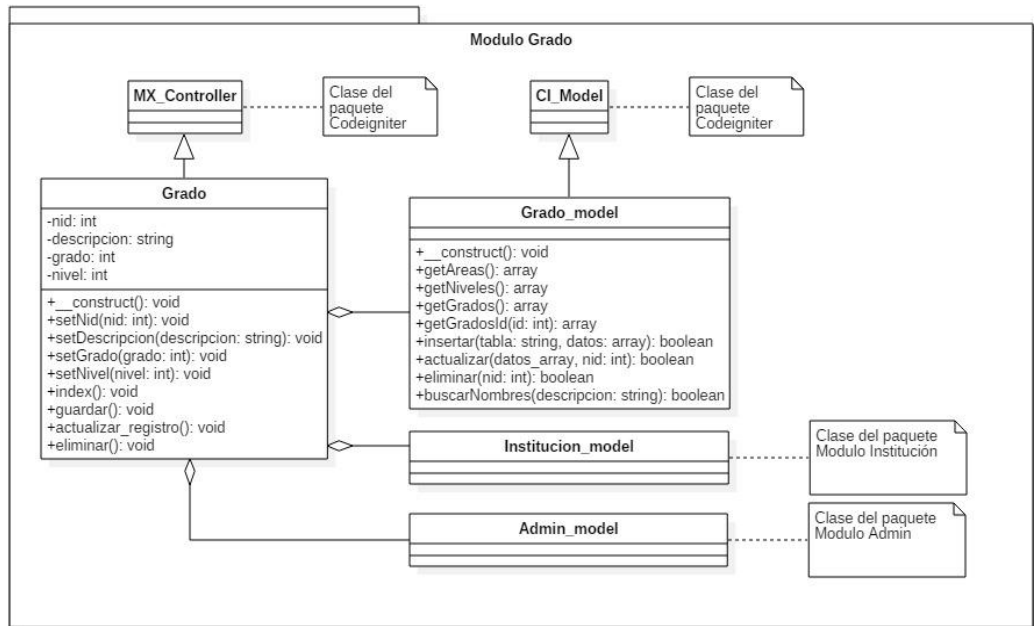 Modulo Grado
MX_Controller
Clase del
paquete
Codeigniter
CI_Model
Clase del
paquete
Codeigniter
Grado
-nid: int
-descripcion: string
-grado: int
-nivel: int
+__construct(): void
+setNid(nid: int): void
+setDescripcion(descripcion: string): void
+setGrado(grado: int): void
+setNivel(nivel: int): void
+index(): void
+guardar(): void
+actualizar_registro(): void
+eliminar(): void
Grado_model
+__construct(): void
+getAreas(): array
+getNiveles(): array
+getGrados(): array
+getGradosId(id: int): array
+insertar(tabla: string, datos: array): boolean
+actualizar(datos_array, nid: int): boolean
+eliminar(nid: int): boolean
+buscarNombres(descripcion: string): boolean
Institucion_model
Clase del paquete
Modulo Institución
Admin_model
Clase del paquete
Modulo Admin